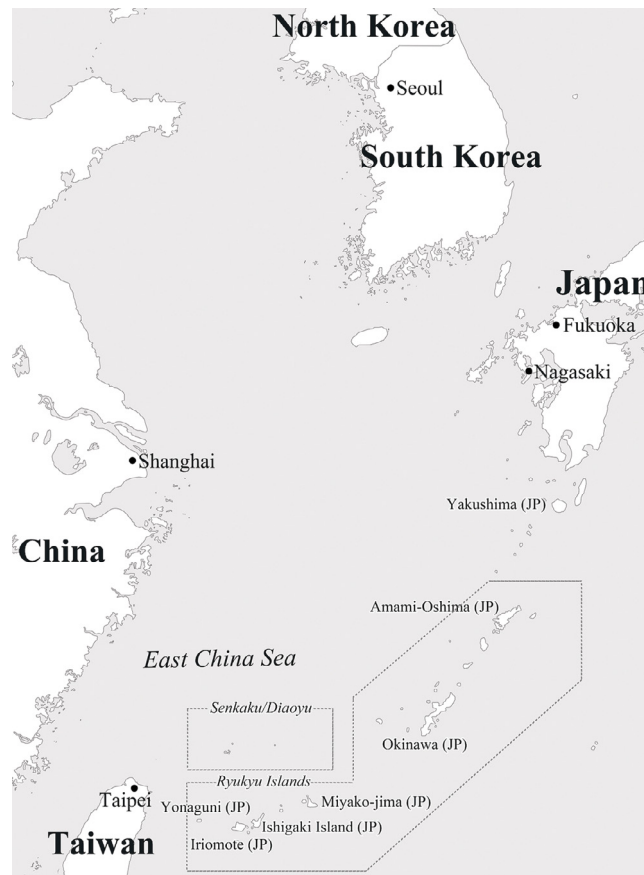 North Korea
Seoul
South Korea
Japan
Fukuoka
Nagasaki
Shanghai
Yakushima (JP)
China
Amami-Oshima (JP)
East China Sea
Senkaku/Diaoyu
Okinawa (JP)
Ryukyu Islands
Taipei
Yonaguni (JP)
Miyako-jima (JP)
Ishigaki Island (JP)
Taiwan
Iriomote (JP)